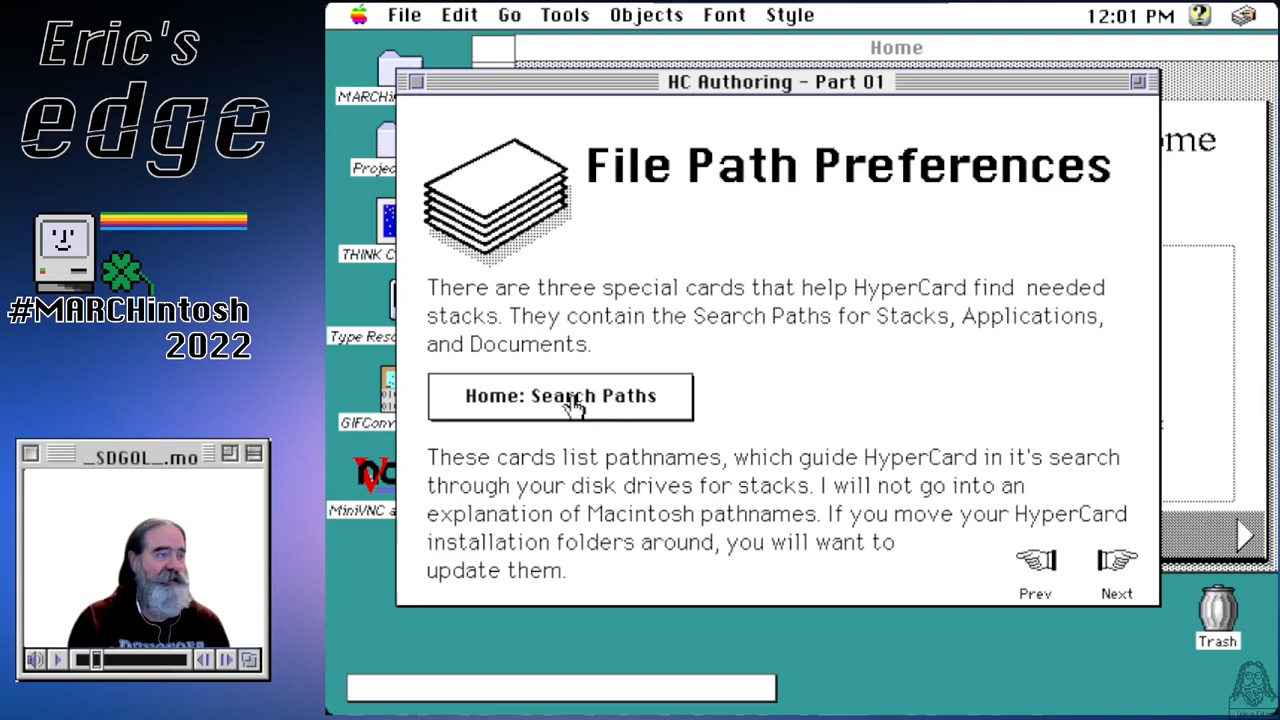 Eric's
edge
#MARCHintosh
2022
_SDGOL_.mo
File Edit Go Tools Objects Font Style
12:01 PM
Home
HC Authoring - Part 01
File Path Preferences
There are three special cards that help HyperCard find needed
stacks. They contain the Search Paths for Stacks, Applications,
and Documents.
Home: Search Paths
These cards list pathnames, which guide HyperCard in it's search
through your disk drives for stacks. I will not go into an
explanation of Macintosh pathnames. If you move your HyperCard
installation folders around, you will want to
update them.
Prev
Next
MARCHin
Projec
THINK C
Type Reso
GIFConv
MiniVNC a
ome
Trash